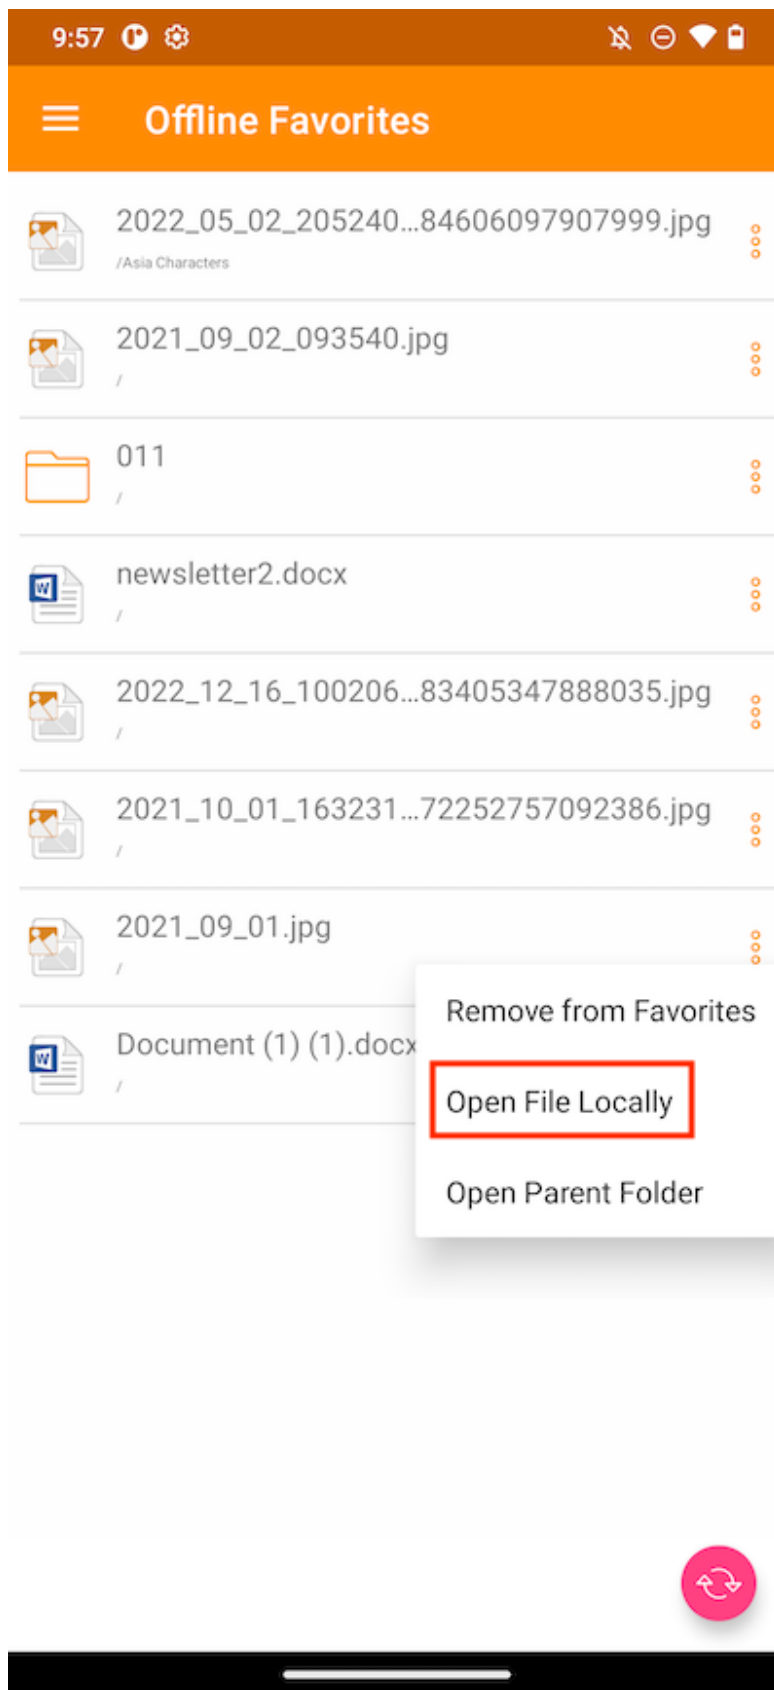 9:57
Offline Favorites
2022_05_02_205240...84606097907999.jpg
/Asia Characters
2021_09_02_093540.jpg
/
011
/
newsletter2.docx
/
2022_12_16_100206...83405347888035.jpg
/
2021_10_01_163231...72252757092386.jpg
/
2021_09_01.jpg
/
Document (1) (1).docx
/
Remove from Favorites
Open File Locally
Open Parent Folder